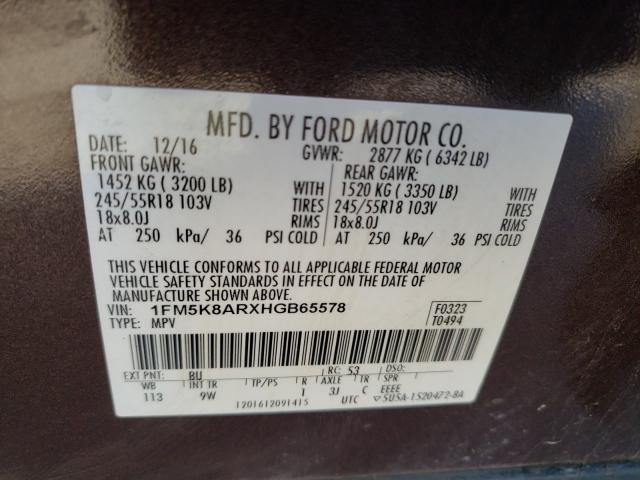 MFD. BY FORD MOTOR CO.
DATE: 12/16 GVWR: 2877 KG ( 6342 LB)
FRONT GAWR: REAR GAWR:
1452 KG ( 3200 LB) WITH 1520 KG ( 3350 LB) WITH
245/55R18 103V TIRES 245/55R18 103V TIRES
18x8.0J RIMS 18x8.0J RIMS
AT 250 kPa/ 36 PSI COLD AT 250 kPa/ 36 PSI COLD
THIS VEHICLE CONFORMS TO ALL APPLICABLE FEDERAL MOTOR
VEHICLE SAFETY STANDARDS IN EFFECT ON THE DATE OF
MANUFACTURE SHOWN ABOVE.
VIN: 1FM5K8ARXHGB65578 F0323
TYPE: MPV T0494
EXT PNT: BU RC: 53 DSO:
WB INT TR TP/PS R AXLE TR SPR
113 9W 1 3J C EEEE
1201612091415 UTC ▽5U5A-1520472-8A